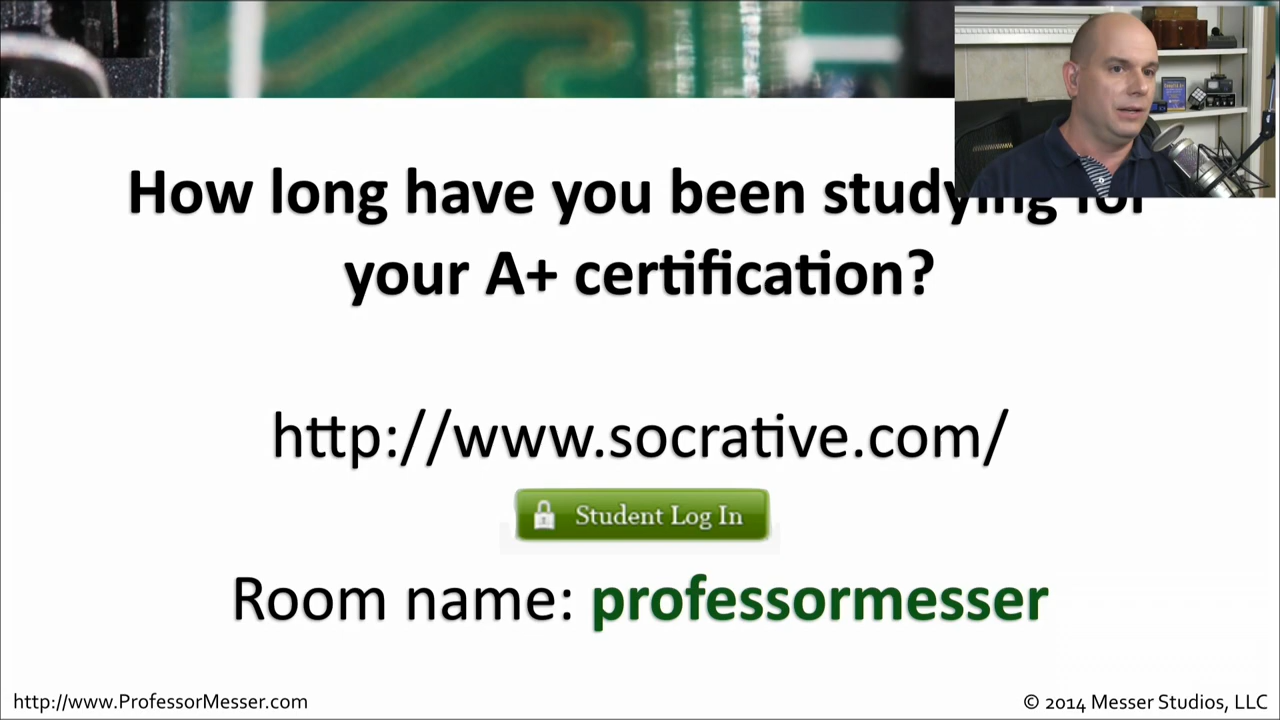 How long have you been studying for
your A+ certification?
http://www.socrative.com/
Student Log In
Room name: professormesser
http://www.ProfessorMesser.com
© 2014 Messer Studios, LLC